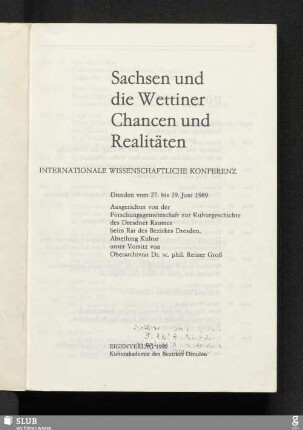 Sachsen und
die Wettiner
Chancen und
Realitäten
INTERNATIONALE WISSENSCHAFTLICHE KONFERENZ
Dresden vom 27. bis 29. Juni 1989
Ausgerichtet von der
Forschungsgemeinschaft zur Kulturgeschichte
des Dresdner Raumes
beim Rat des Bezirkes Dresden,
Abteilung Kultur
unter Vorsitz von
Oberarchivrat Dr. sc. phil. Reiner Groß
EIGENVERLAG 1990
Kulturakademie des Bezirkes Dresden
SLUB
Wir führen Wissen.